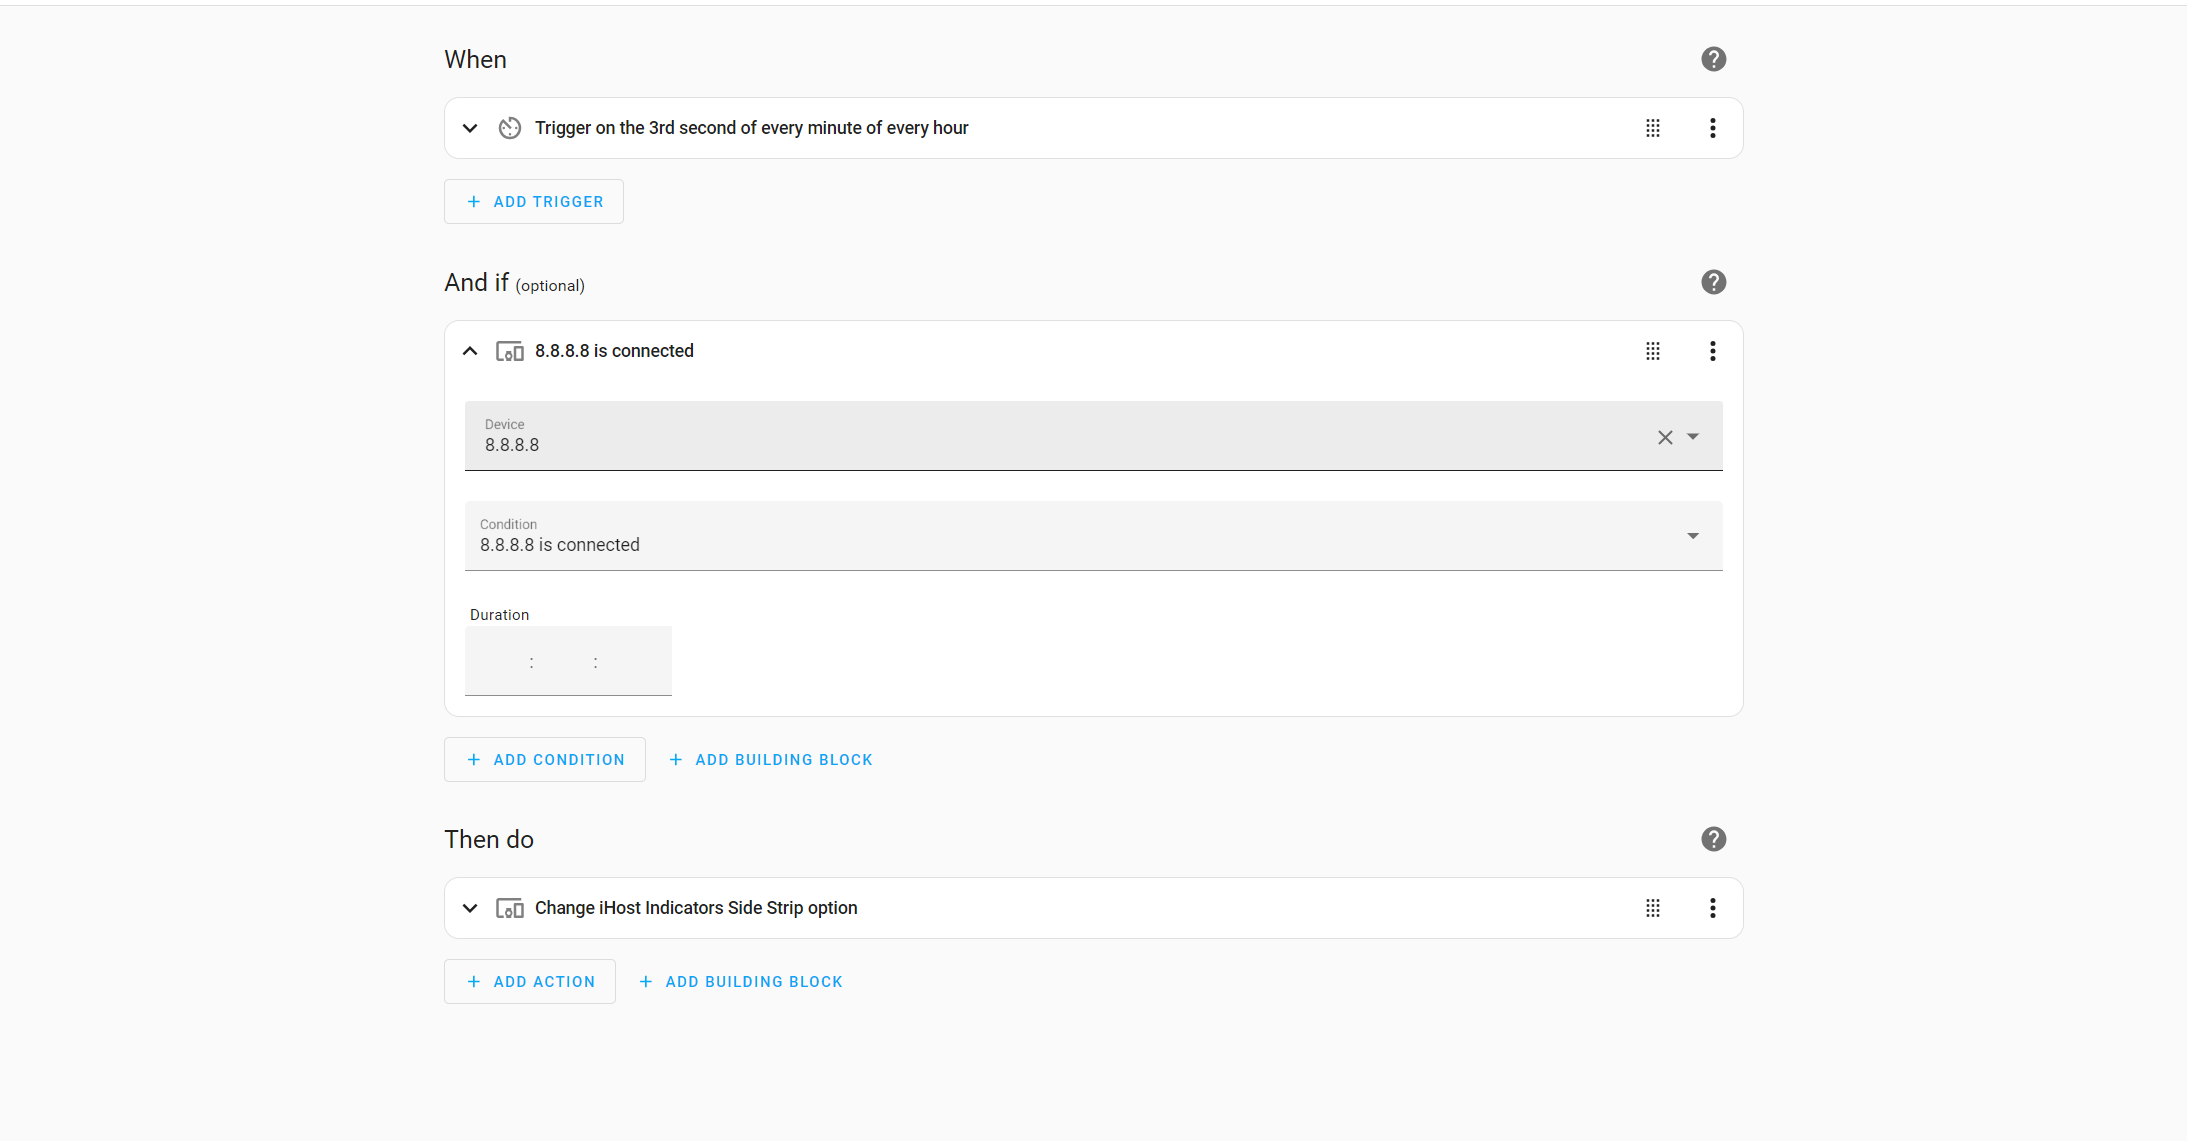 When
Trigger on the 3rd second of every minute of every hour
+ ADD TRIGGER
And if (optional)
8.8.8.8 is connected
Device
8.8.8.8
Condition
8.8.8.8 is connected
Duration
: :
+ ADD CONDITION + ADD BUILDING BLOCK
Then do
Change iHost Indicators Side Strip option
+ ADD ACTION + ADD BUILDING BLOCK